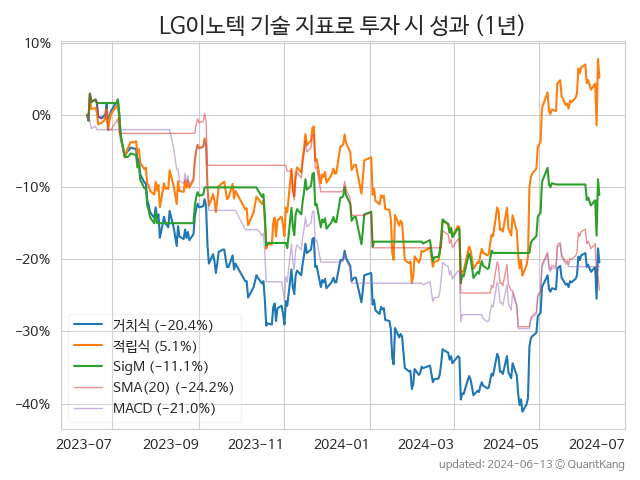 LG이노텍 기술 지표로 투자 시 성과 (1년)
10%
0%
−10%
−20%
−30%
−40%
거치식 (−20.4%)
적립식 (5.1%)
SigM (−11.1%)
SMA(20) (−24.2%)
MACD (−21.0%)
2023-07 2023-09 2023-11 2024-01 2024-03 2024-05 2024-07
updated: 2024-06-13 © QuantKang